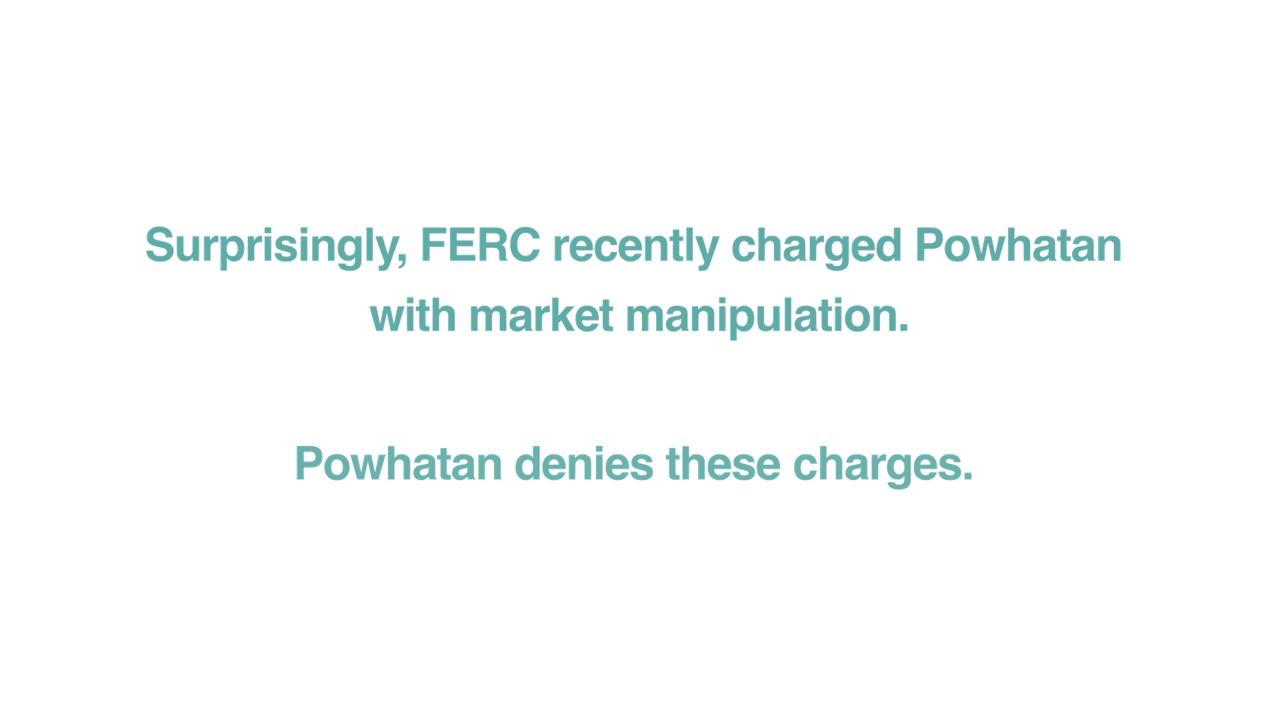 Surprisingly, FERC recently charged Powhatan
with market manipulation.
Powhatan denies these charges.